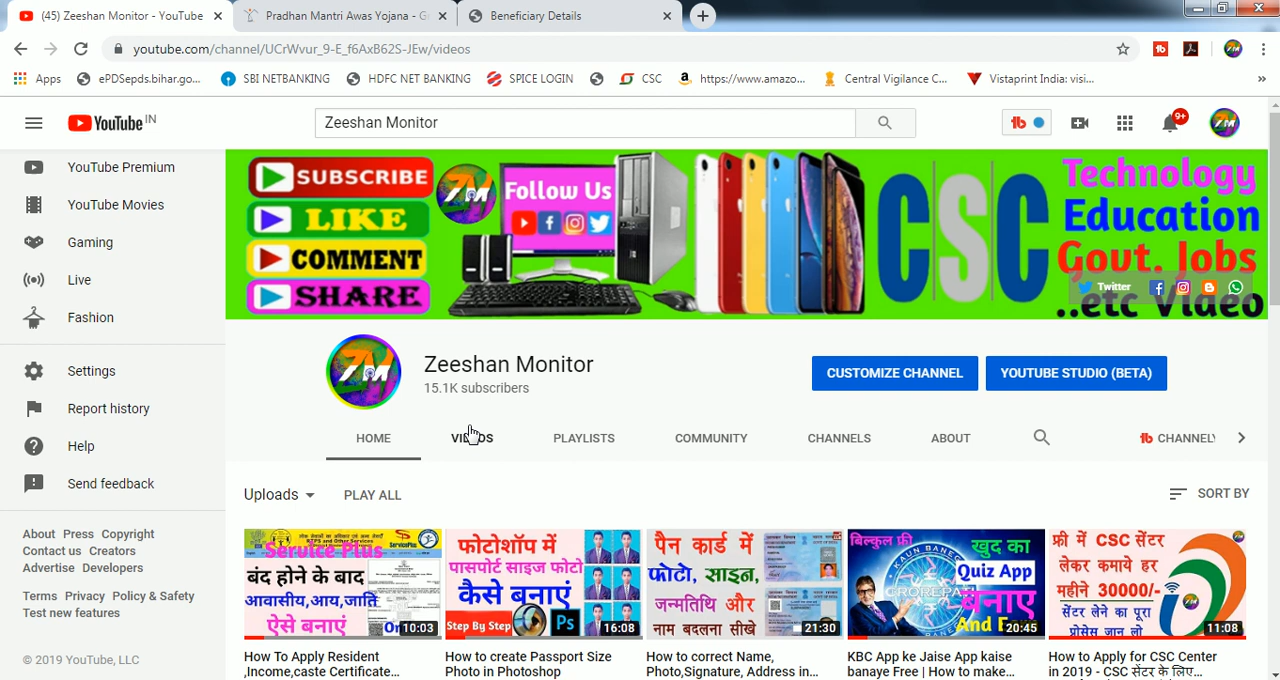 (45) Zeeshan Monitor - YouTube
Pradhan Mantri Awas Yojana - G
Beneficiary Details
youtube.com/channel/UCrWvur_9-E_f6AxB62S-JEw/videos
Apps
ePDSepds.bihar.go...
SBI NETBANKING
HDFC NET BANKING
SPICE LOGIN
CSC
https://www.amazo...
Central Vigilance C...
Vistaprint India: visi...
YouTube IN
Zeeshan Monitor
9+
YouTube Premium
YouTube Movies
Gaming
Live
Fashion
Settings
Report history
Help
Send feedback
About Press Copyright
Contact us Creators
Advertise Developers
Terms Privacy Policy & Safety
Test new features
© 2019 YouTube, LLC
SUBSCRIBE
LIKE
COMMENT
SHARE
ZM
Follow Us
CSC
Technology
Education
Govt. Jobs
..etc Video
Twitter
ZM
Zeeshan Monitor
15.1K subscribers
CUSTOMIZE CHANNEL
YOUTUBE STUDIO (BETA)
HOME
VIDEOS
PLAYLISTS
COMMUNITY
CHANNELS
ABOUT
CHANNELY
Uploads
PLAY ALL
SORT BY
Service Plus
बंद होने के बाद
आवासीय,आय,जाति
ऐसे बनाएं
10:03
How To Apply Resident
,Income,caste Certificate...
फोटोशॉप में
पासपोर्ट साइज फोटो
कैसे बनाएं
Step By Step
Ps
16:08
How to create Passport Size
Photo in Photoshop
पैन कार्ड में
फोटो, साइन,
जन्मतिथि और
नाम बदलना सीखे
21:30
How to correct Name,
Photo,Signature, Address in...
बिल्कुल फ्री
खुद का
Quiz App
बनाए
20:45
KBC App ke Jaise App kaise
banaye Free | How to make...
फ्री में CSC सेंटर
लेकर कमाये हर
महीने 30000/-
सेंटर लेने का पूरा
प्रोसेस जान लो
11:08
How to Apply for CSC Center
in 2019 - CSC सेंटर के लिए...